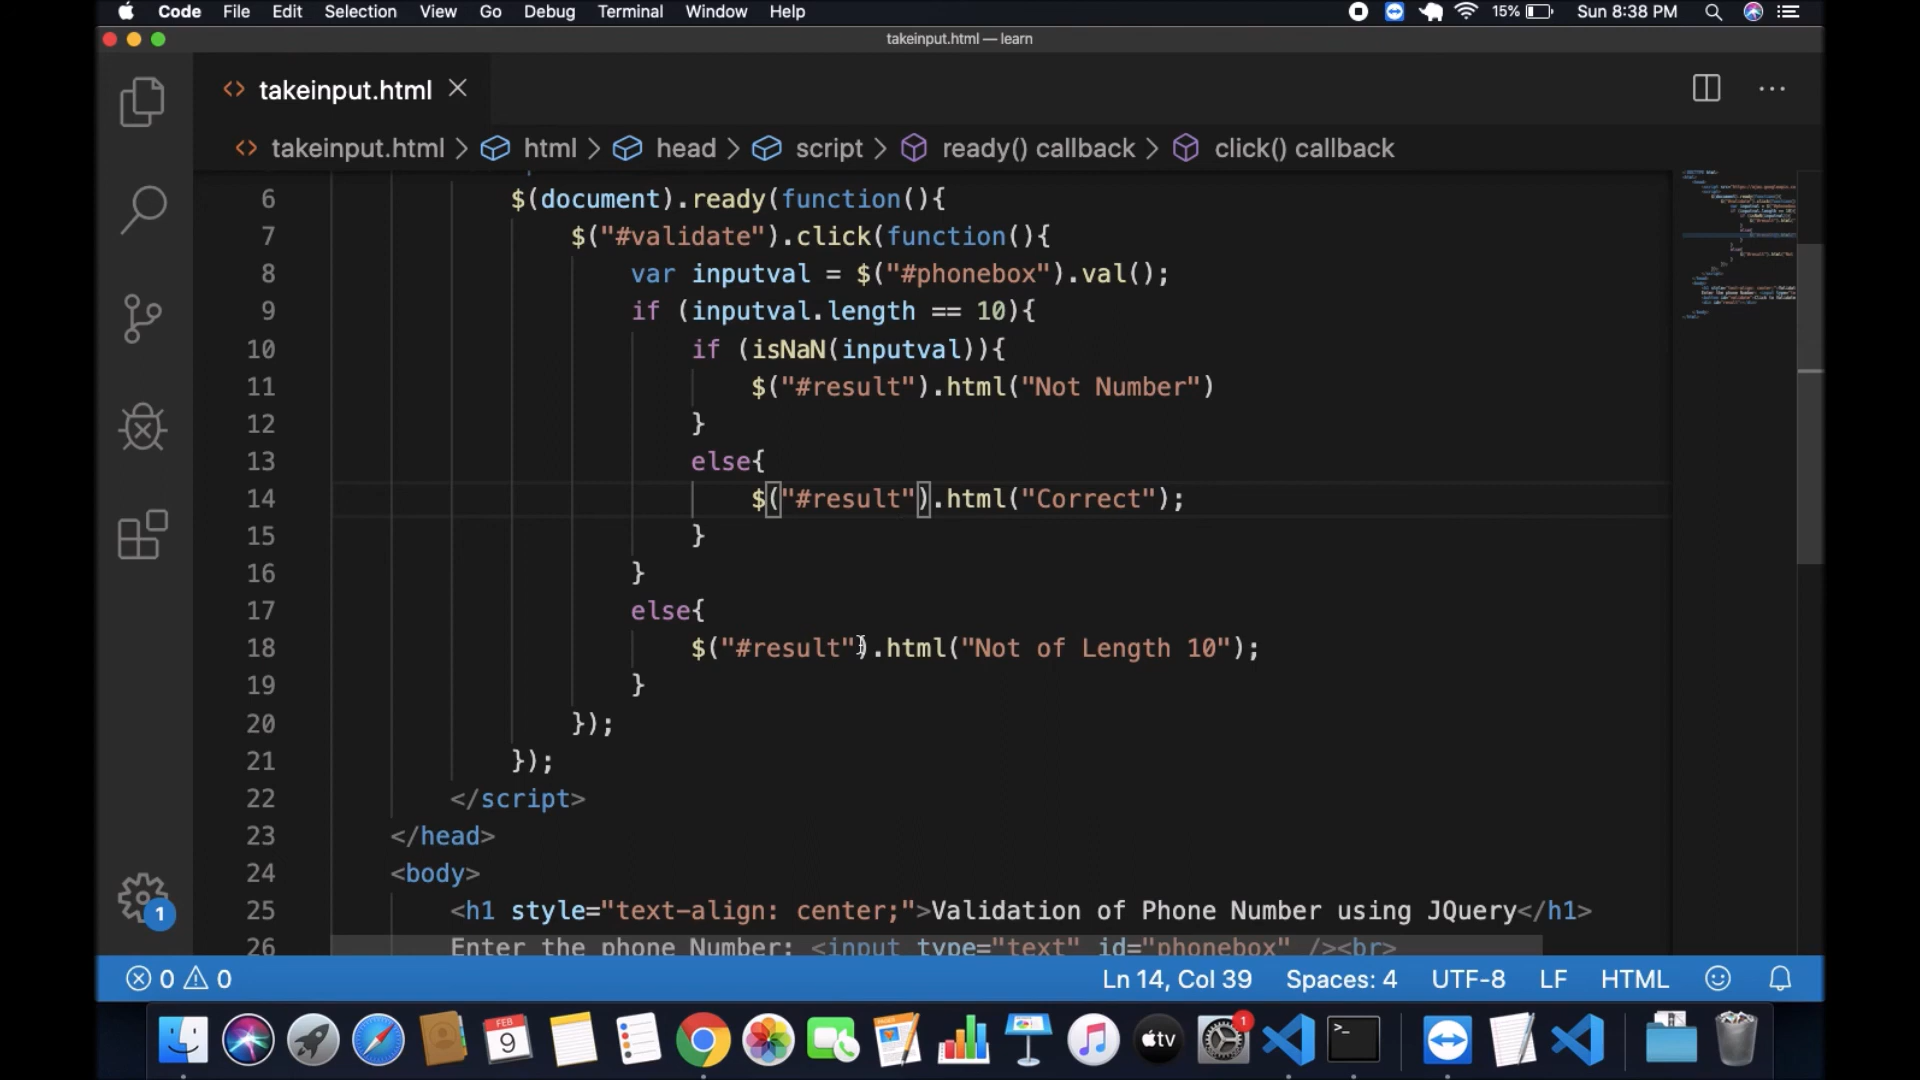 Code File Edit Selection View Go Debug Terminal Window Help 15% Sun 8:38 PM
takeinput.html — learn
takeinput.html
takeinput.html > html > head > script > ready() callback > click() callback
6 $(document).ready(function(){
7 $("#validate").click(function(){
8 var inputval = $("#phonebox").val();
9 if (inputval.length == 10){
10 if (isNaN(inputval)){
11 $("#result").html("Not Number")
12 }
13 else{
14 $("#result").html("Correct");
15 }
16 }
17 else{
18 $("#result").html("Not of Length 10");
19 }
20 });
21 });
22 </script>
23 </head>
24 <body>
25 <h1 style="text-align: center;">Validation of Phone Number using JQuery</h1>
26 Enter the phone Number: <input type="text" id="phonebox" /><br>
1
0 0 Ln 14, Col 39 Spaces: 4 UTF-8 LF HTML
FEB
9
tv
1
>_